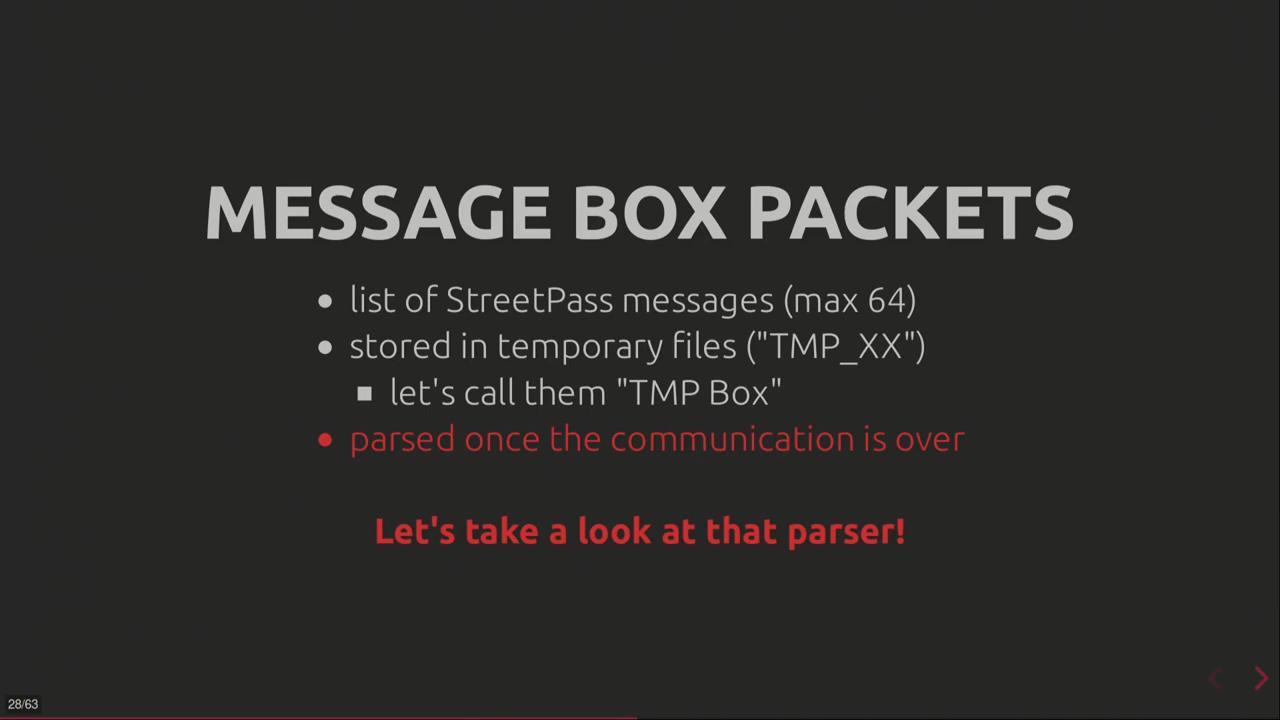 MESSAGE BOX PACKETS
list of StreetPass messages (max 64)
stored in temporary files ("TMP_XX")
let's call them "TMP Box"
parsed once the communication is over
Let's take a look at that parser!
28/63